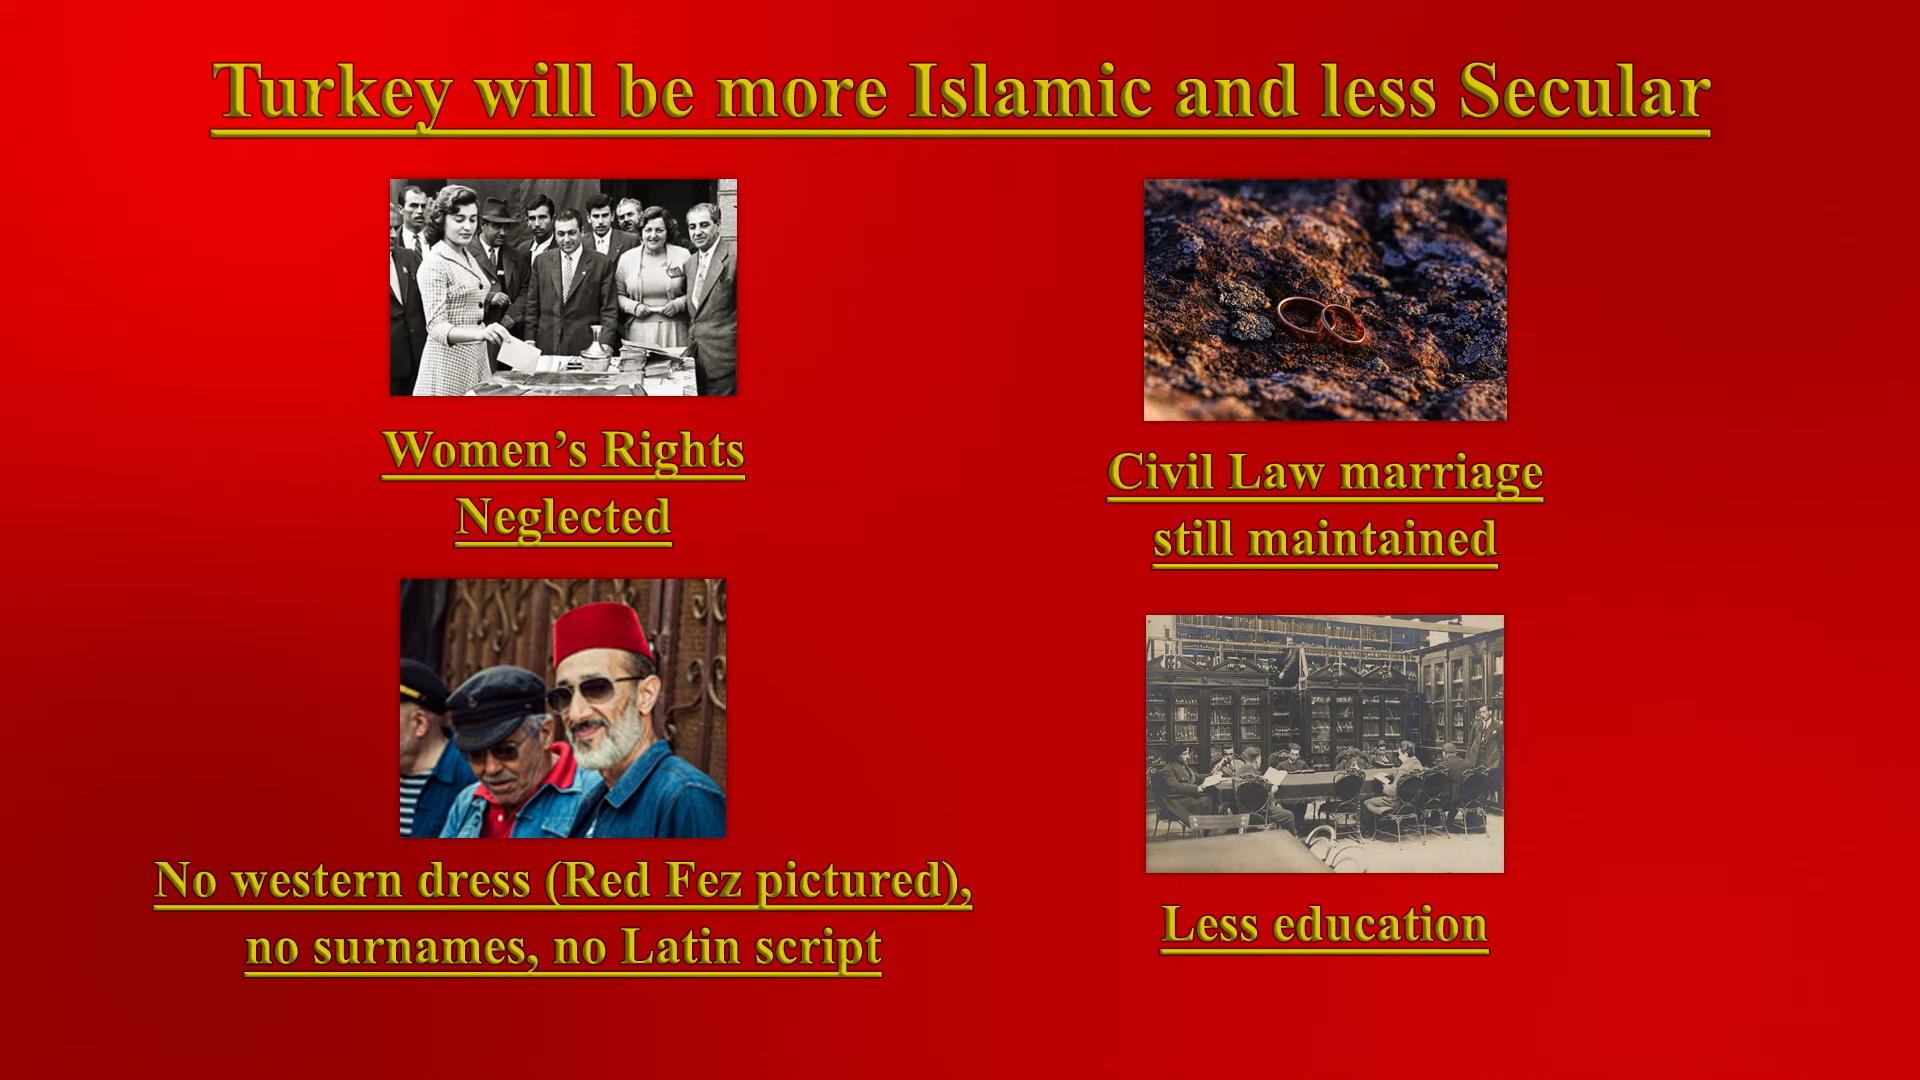 Turkey will be more Islamic and less Secular
Women’s Rights
Neglected
Civil Law marriage
still maintained
No western dress (Red Fez pictured),
no surnames, no Latin script
Less education